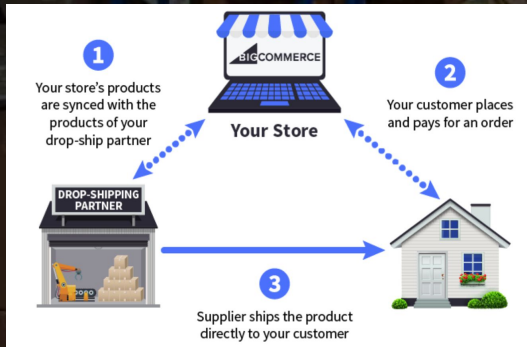 1
Your store's products
are synced with the
products of your
drop-ship partner
BIGCOMMERCE
Your Store
2
Your customer places
and pays for an order
DROP-SHIPPING
PARTNER
3
Supplier ships the product
directly to your customer